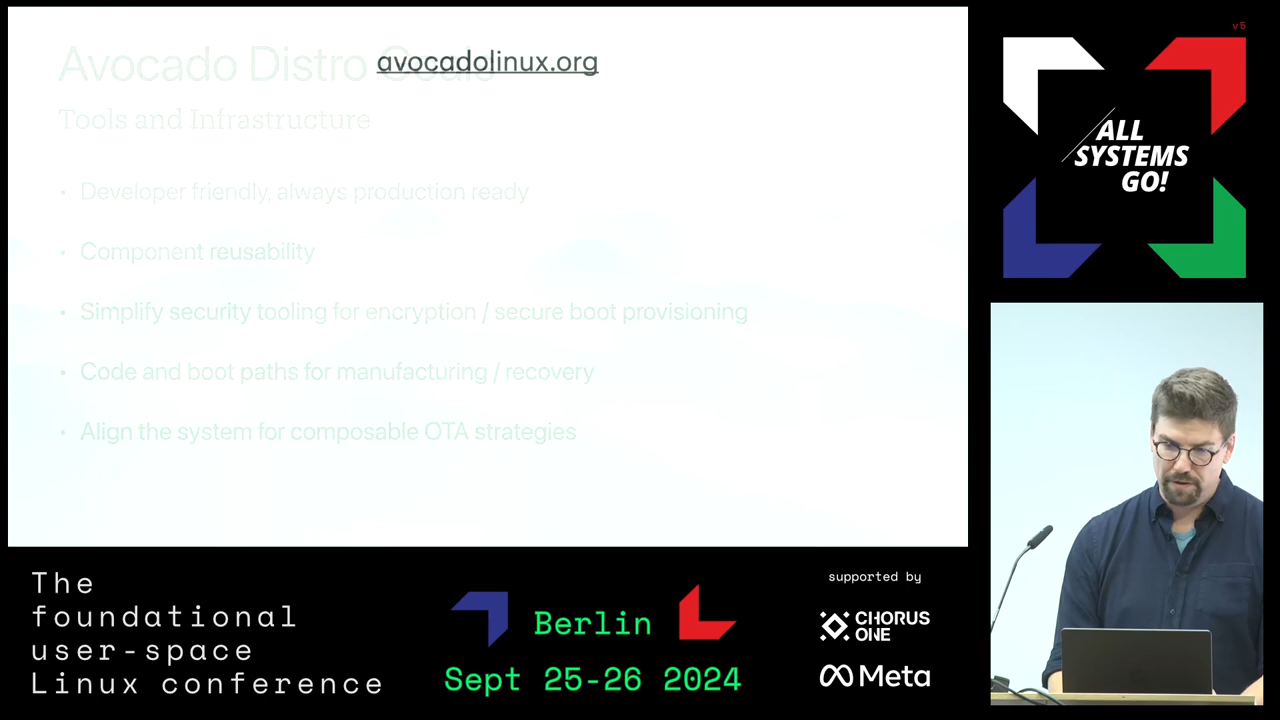 Avocado Distro Goals
avocadolinux.org
Tools and Infrastructure
• Developer friendly, always production ready
• Component reusability
• Simplify security tooling for encryption / secure boot provisioning
• Code and boot paths for manufacturing / recovery
• Align the system for composable OTA strategies
v5
ALL
SYSTEMS
GO!
The
foundational
user-space
Linux conference
Berlin
Sept 25-26 2024
supported by
CHORUS
ONE
Meta